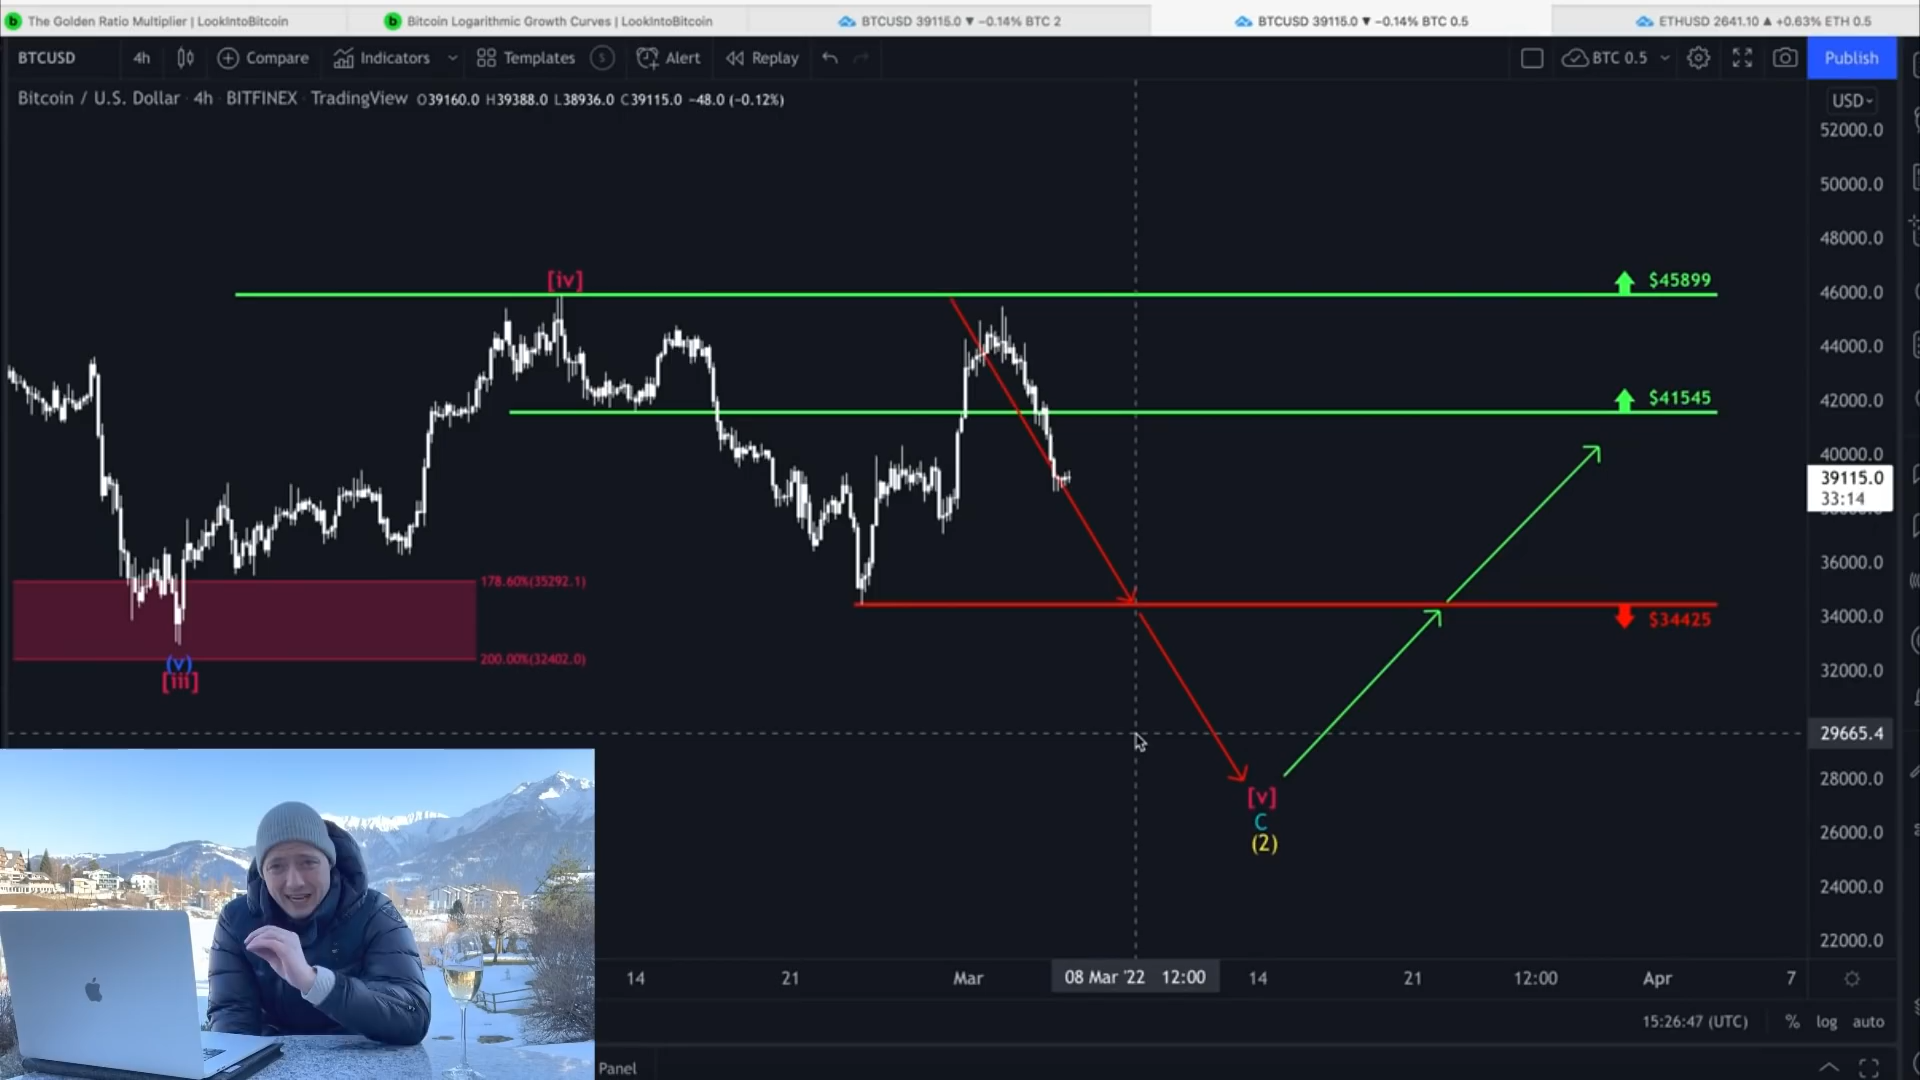 The Golden Ratio Multiplier | LookIntoBitcoin
Bitcoin Logarithmic Growth Curves | LookIntoBitcoin
BTCUSD 39115.0 ▼ −0.14% BTC 2
BTCUSD 39115.0 ▼ −0.14% BTC 0.5
ETHUSD 2641.10 ▲ +0.63% ETH 0.5
BTCUSD 4h Compare Indicators Templates S Alert Replay BTC 0.5 Publish
Bitcoin / U.S. Dollar 4h BITFINEX TradingView O39160.0 H39388.0 L38936.0 C39115.0 −48.0 (−0.12%)
USD
52000.0
50000.0
48000.0
[iv]
$45899
46000.0
44000.0
$41545
42000.0
40000.0
39115.0
33:14
36000.0
178.60%(35292.1)
34000.0
$34425
200.00%(32402.0)
(v)
[iii]
32000.0
29665.4
28000.0
[v]
C
(2)
26000.0
24000.0
22000.0
14 21 Mar 08 Mar '22 12:00 14 21 12:00 Apr 7
15:26:47 (UTC) % log auto
Panel